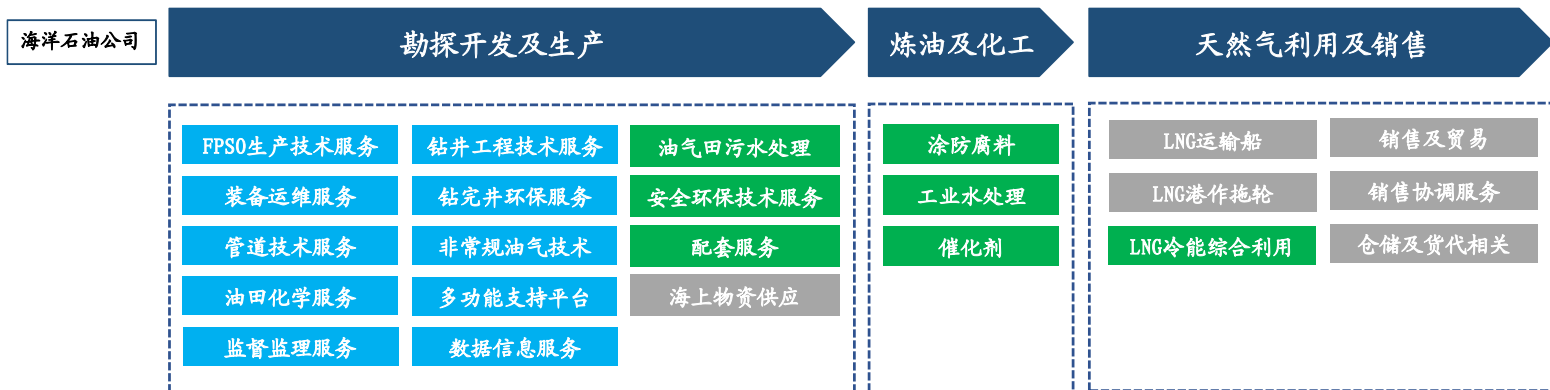 海洋石油公司
勘探开发及生产
炼油及化工
天然气利用及销售
FPSO生产技术服务
钻井工程技术服务
油气田污水处理
装备运维服务
钻完井环保服务
安全环保技术服务
管道技术服务
非常规油气技术
配套服务
油田化学服务
多功能支持平台
海上物资供应
监督监理服务
数据信息服务
涂防腐料
工业水处理
催化剂
LNG运输船
销售及贸易
LNG港作拖轮
销售协调服务
LNG冷能综合利用
仓储及货代相关